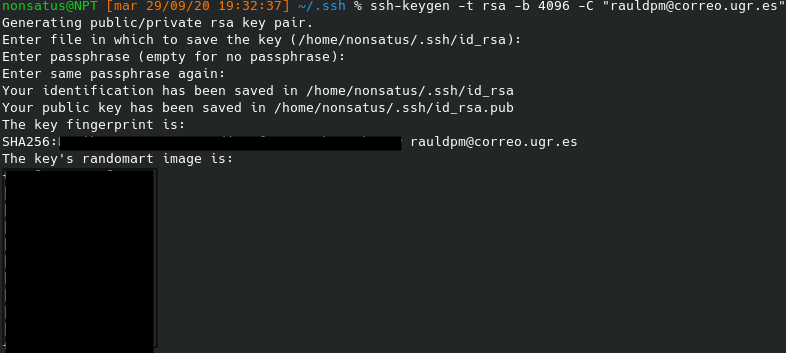 nonsatus@NPT [mar 29/09/20 19:32:37] ~/.ssh % ssh-keygen -t rsa -b 4096 -C "rauldpm@correo.ugr.es"
Generating public/private rsa key pair.
Enter file in which to save the key (/home/nonsatus/.ssh/id_rsa):
Enter passphrase (empty for no passphrase):
Enter same passphrase again:
Your identification has been saved in /home/nonsatus/.ssh/id_rsa
Your public key has been saved in /home/nonsatus/.ssh/id_rsa.pub
The key fingerprint is:
SHA256: rauldpm@correo.ugr.es
The key's randomart image is: